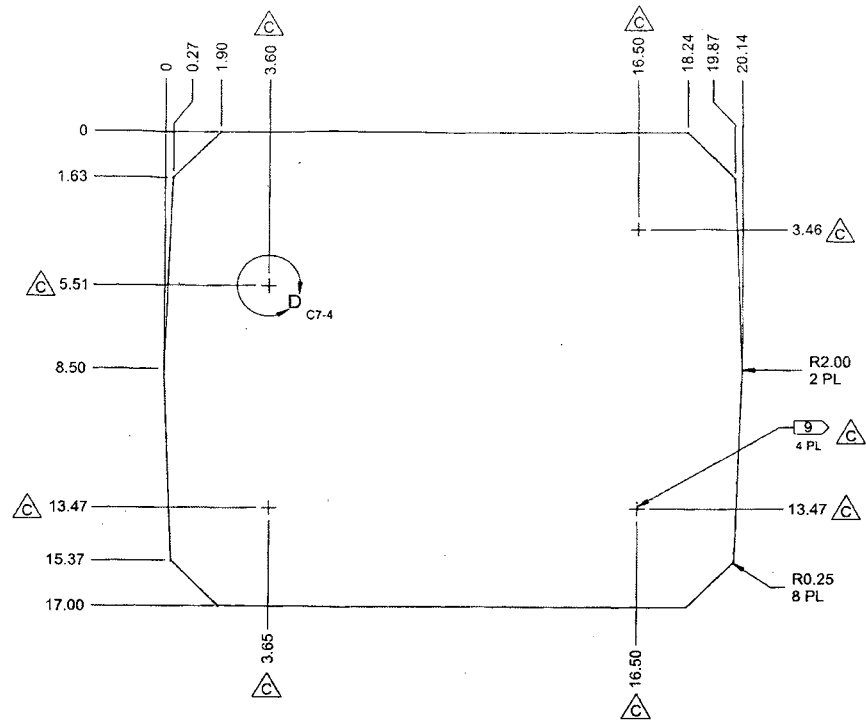 C
C
0
0.27
1.90
3.60
16.50
18.24
19.87
20.14
0
1.63
3.46 C
C 5.51
D
C7-4
8.50
R2.00
2 PL
9
4 PL
C
C 13.47
13.47 C
15.37
R0.25
8 PL
17.00
3.65
C
16.50
C